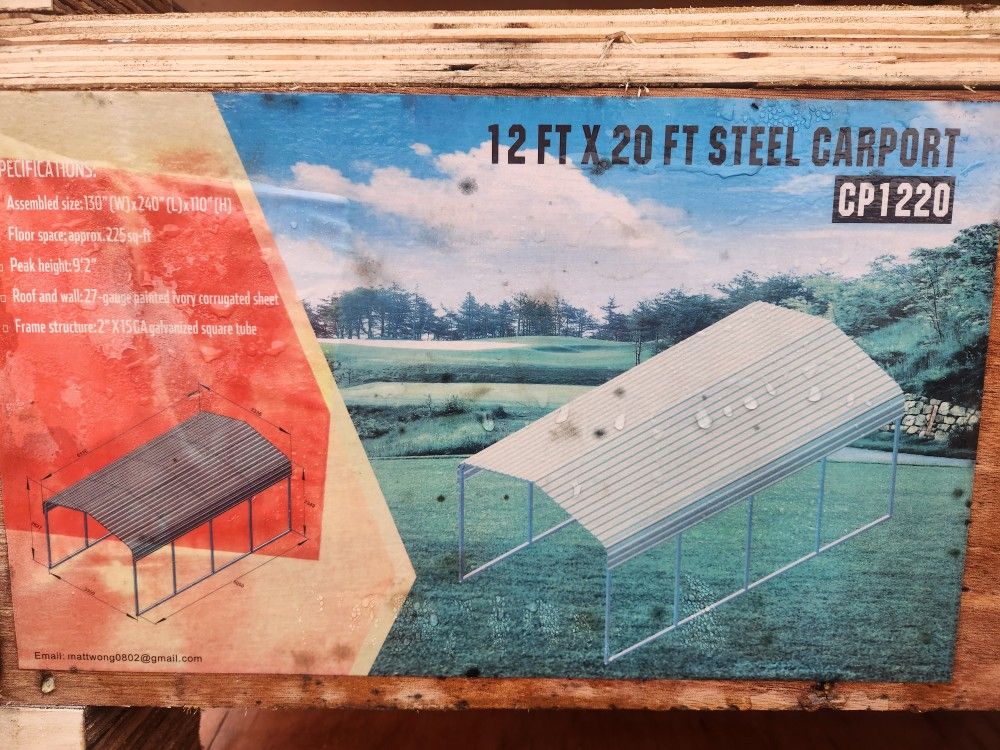 12 FT X 20 FT STEEL CARPORT
CP1220
PECIFICATIONS:
Assembled size:130"(W)x240"(L)x110"(H)
Floor space:approx.225sq-ft
Peak height:9'2"
Roof and wall:27-gauge painted ivory corrugated sheet
Frame structure:2"X15GA galvanized square tube
Email: mattwong0802@gmail.com